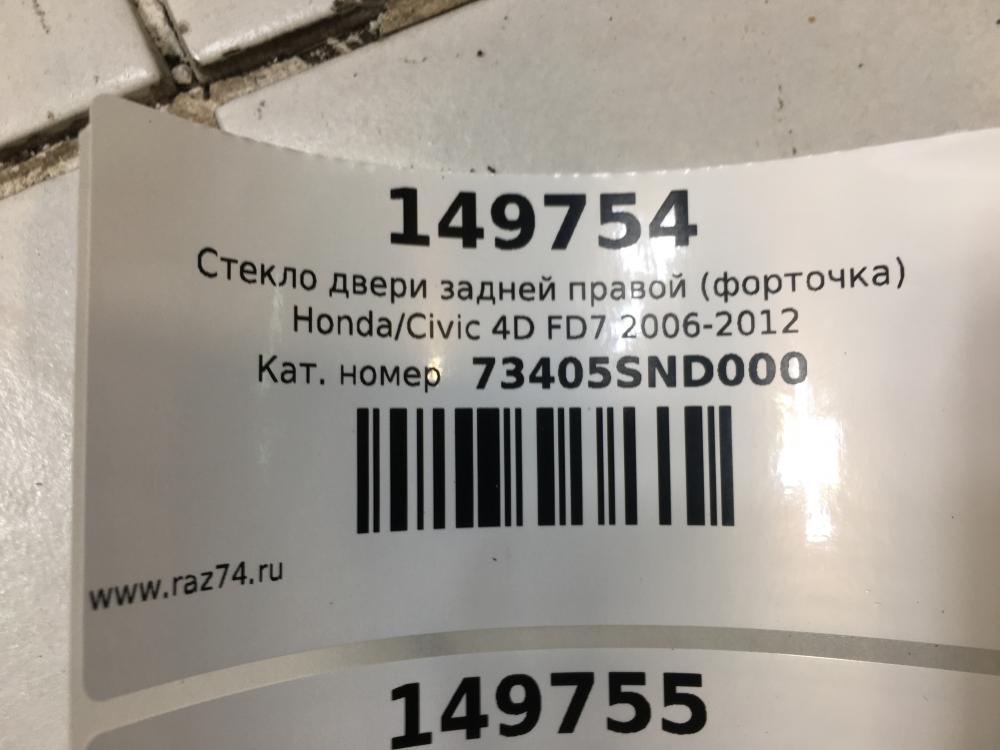 149754
Стекло двери задней правой (форточка)
Honda/Civic 4D FD7 2006-2012
Кат. номер 73405SND000
www.raz74.ru
149755